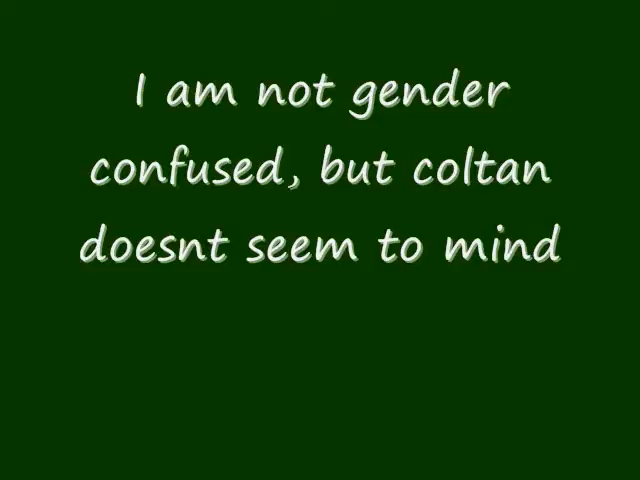 I am not gender
confused, but coltan
doesnt seem to mind